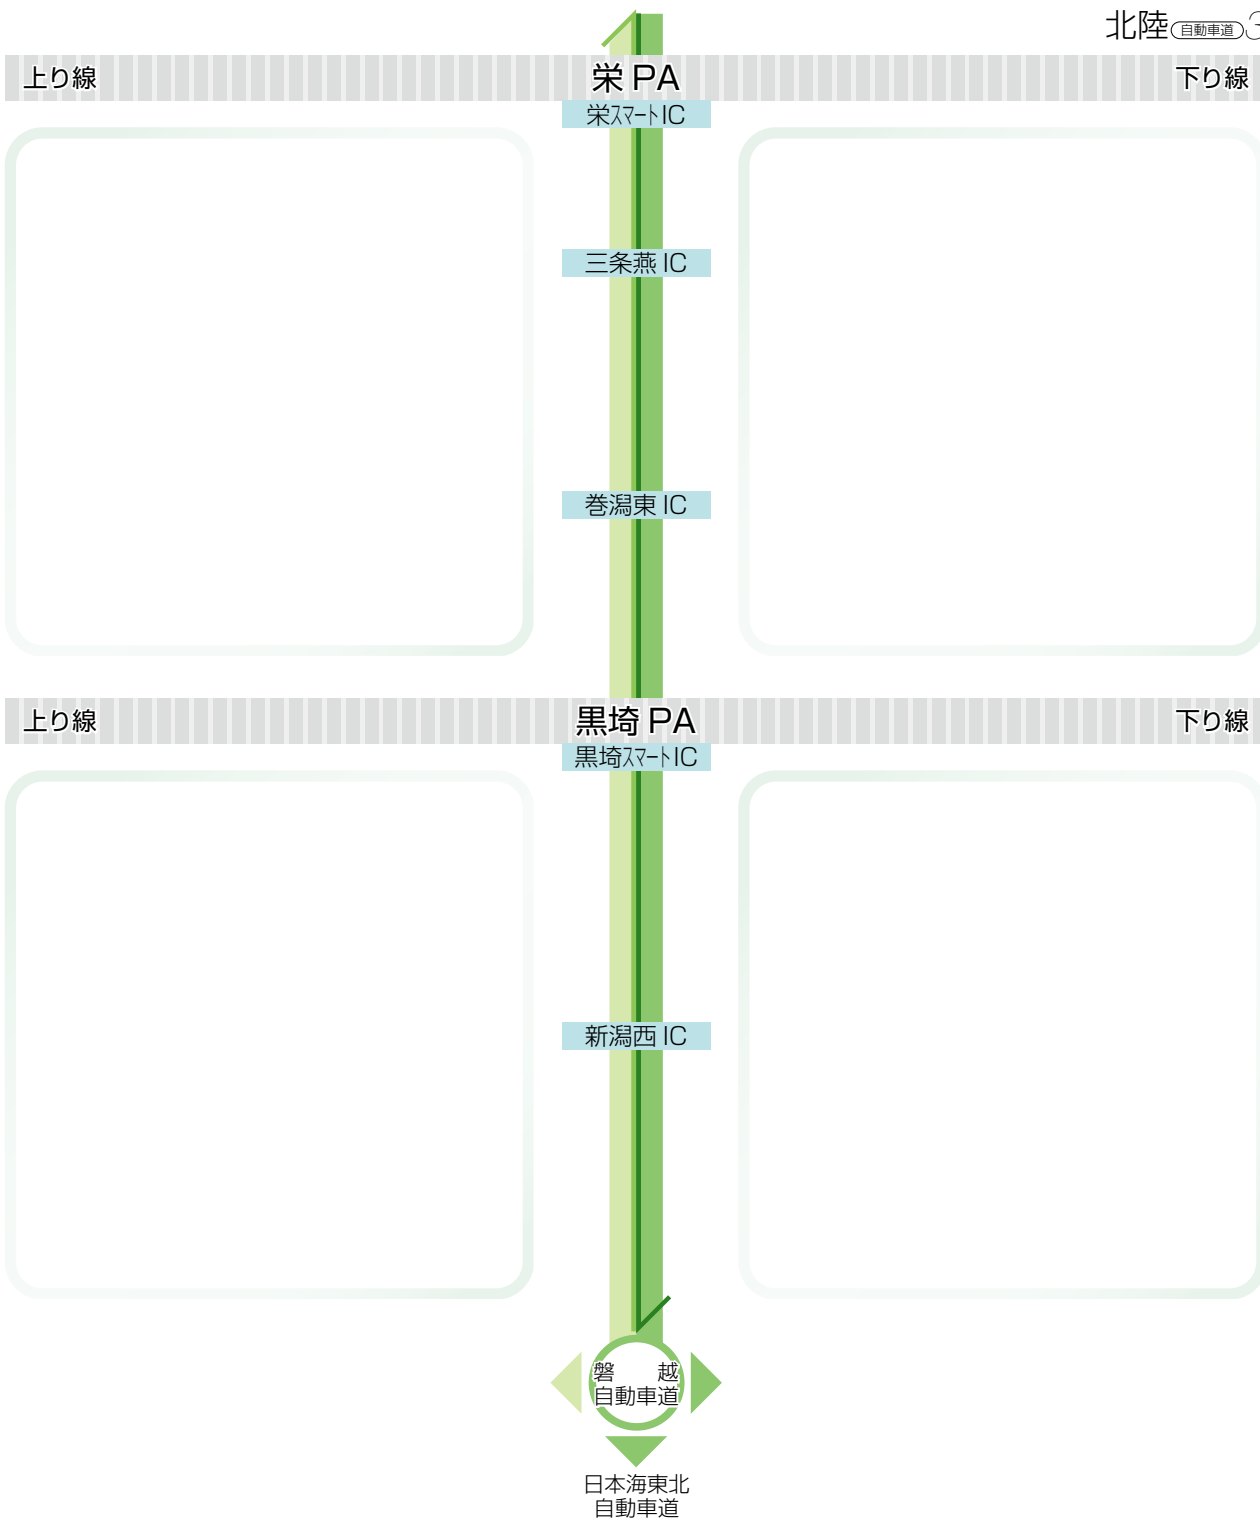 北陸 自動車道 3
上り線 栄 PA 下り線
栄スマートIC
三条燕 IC
巻潟東 IC
上り線 黒埼 PA 下り線
黒埼スマートIC
新潟西 IC
磐 越
自動車道
日本海東北
自動車道